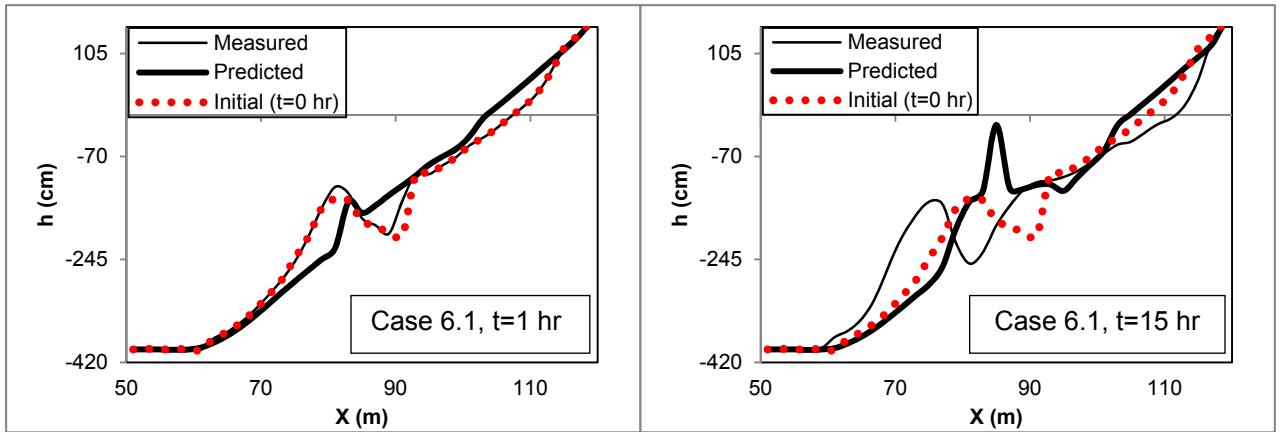 Measured
Predicted
Initial (t=0 hr)
h (cm)
105
-70
-245
-420
50
70
90
110
X (m)
Case 6.1, t=1 hr
Measured
Predicted
Initial (t=0 hr)
h (cm)
105
-70
-245
-420
50
70
90
110
X (m)
Case 6.1, t=15 hr